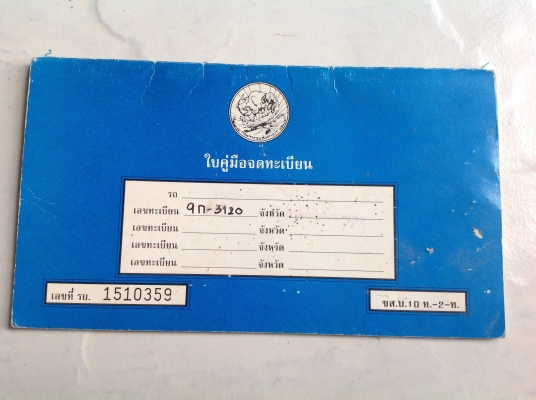 ใบคู่มือจดทะเบียน
รถ
เลขทะเบียน 9ก-3120 จังหวัด
เลขทะเบียน จังหวัด
เลขทะเบียน จังหวัด
เลขทะเบียน จังหวัด
เลขที่ รย. 1510359
ขส.บ.10 ท.-2-ท.